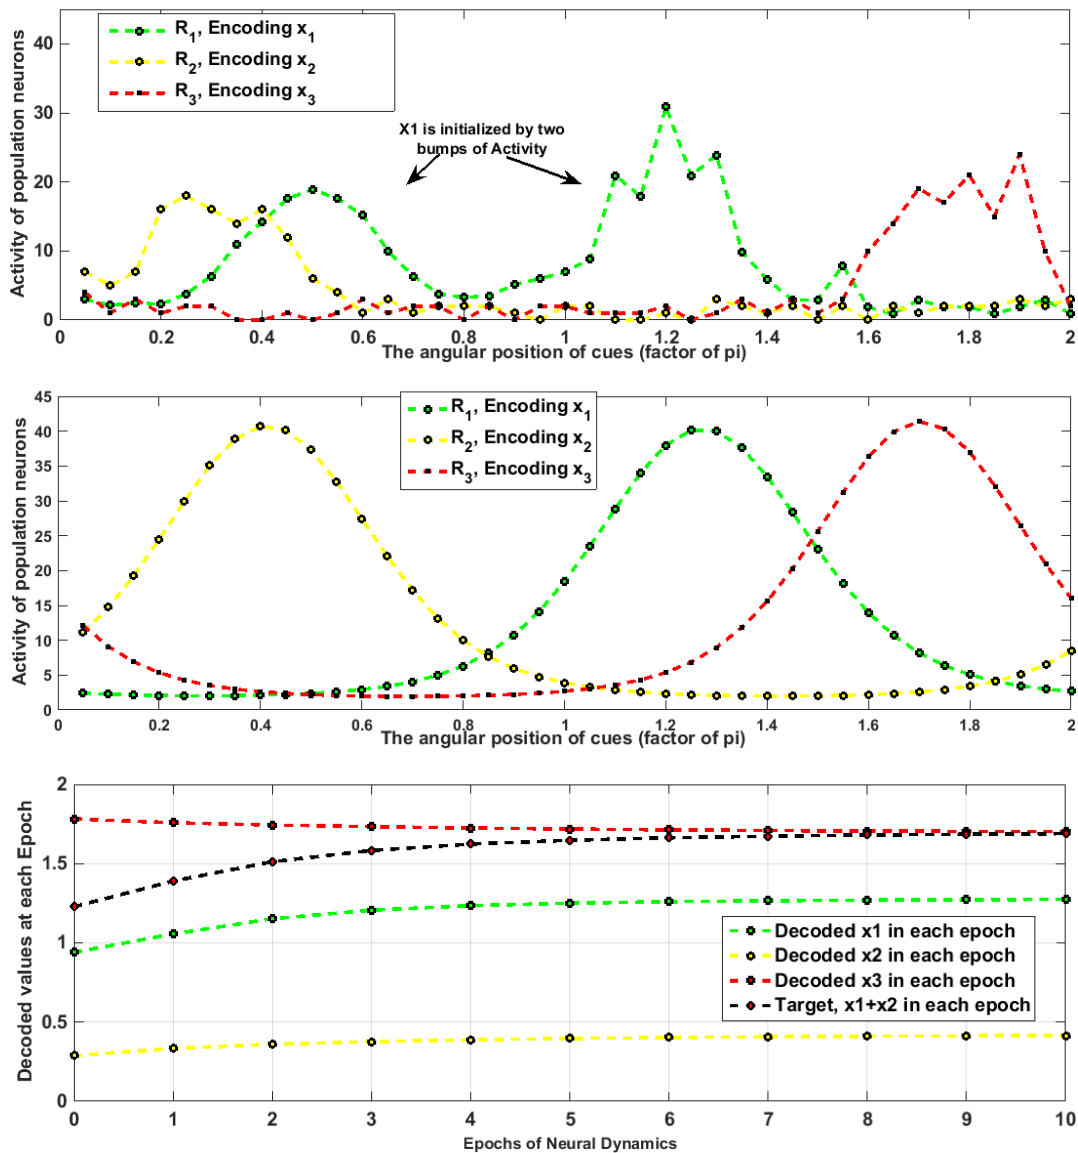 Activity of population neurons
40
30
20
10
0
R1, Encoding x1
R2, Encoding x2
R3, Encoding x3
X1 is initialized by two
bumps of Activity
0 0.2 0.4 0.6 0.8 1 1.2 1.4 1.6 1.8 2
The angular position of cues (factor of pi)
Activity of population neurons
45
40
35
30
25
20
15
10
5
0
R1, Encoding x1
R2, Encoding x2
R3, Encoding x3
0 0.2 0.4 0.6 0.8 1 1.2 1.4 1.6 1.8 2
The angular position of cues (factor of pi)
Decoded values at each Epoch
2
1.5
1
0.5
0
Decoded x1 in each epoch
Decoded x2 in each epoch
Decoded x3 in each epoch
Target, x1+x2 in each epoch
0 1 2 3 4 5 6 7 8 9 10
Epochs of Neural Dynamics